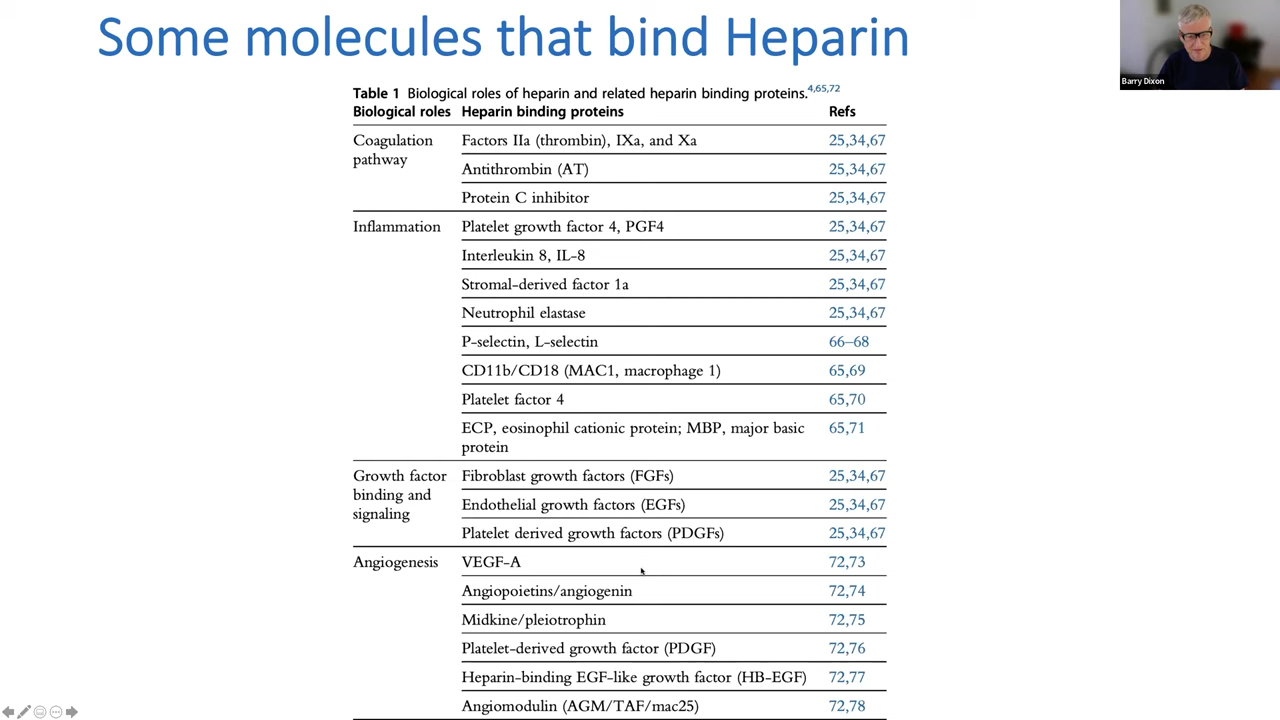 Some molecules that bind Heparin
Barry Dixon
Table 1 Biological roles of heparin and related heparin binding proteins.4,65,72
Biological roles Heparin binding proteins Refs
Coagulation pathway
Factors IIa (thrombin), IXa, and Xa 25,34,67
Antithrombin (AT) 25,34,67
Protein C inhibitor 25,34,67
Inflammation Platelet growth factor 4, PGF4 25,34,67
Interleukin 8, IL-8 25,34,67
Stromal-derived factor 1a 25,34,67
Neutrophil elastase 25,34,67
P-selectin, L-selectin 66–68
CD11b/CD18 (MAC1, macrophage 1) 65,69
Platelet factor 4 65,70
ECP, eosinophil cationic protein; MBP, major basic 65,71
protein
Growth factor Fibroblast growth factors (FGFs) 25,34,67
binding and Endothelial growth factors (EGFs) 25,34,67
signaling Platelet derived growth factors (PDGFs) 25,34,67
Angiogenesis VEGF-A 72,73
Angiopoietins/angiogenin 72,74
Midkine/pleiotrophin 72,75
Platelet-derived growth factor (PDGF) 72,76
Heparin-binding EGF-like growth factor (HB-EGF) 72,77
Angiomodulin (AGM/TAF/mac25) 72,78